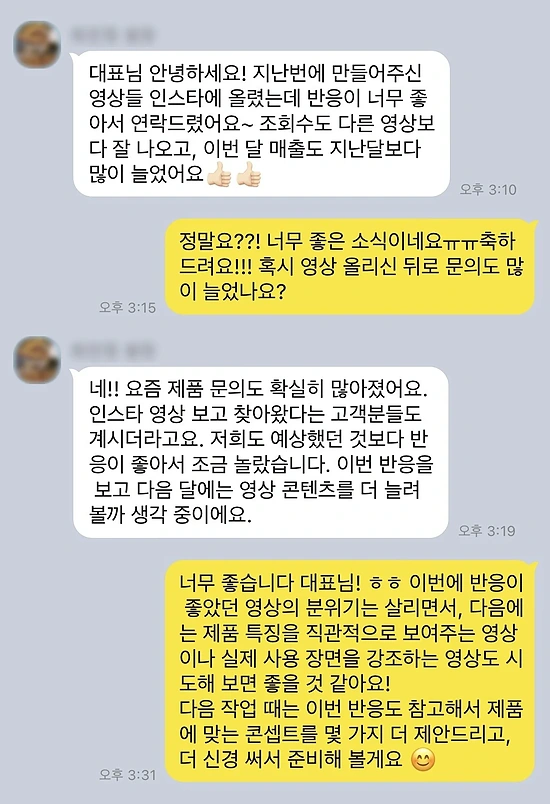 대표님 안녕하세요! 지난번에 만들어주신
영상들 인스타에 올렸는데 반응이 너무 좋
아서 연락드렸어요~ 조회수도 다른 영상보
다 잘 나오고, 이번 달 매출도 지난달보다
많이 늘었어요👍🏻👍🏻
오후 3:10
정말요??! 너무 좋은 소식이네요ㅠㅠ축하
드려요!!! 혹시 영상 올리신 뒤로 문의도 많
이 늘었나요?
오후 3:15
네!! 요즘 제품 문의도 확실히 많아졌어요.
인스타 영상 보고 찾아왔다는 고객분들도
계시더라고요. 저희도 예상했던 것보다 반
응이 좋아서 조금 놀랐습니다. 이번 반응을
보고 다음 달에는 영상 콘텐츠를 더 늘려
볼까 생각 중이에요.
오후 3:19
너무 좋습니다 대표님! ㅎㅎ 이번에 반응이
좋았던 영상의 분위기는 살리면서, 다음에
는 제품 특징을 직관적으로 보여주는 영상
이나 실제 사용 장면을 강조하는 영상도 시
도해 보면 좋을 것 같아요!
다음 작업 때는 이번 반응도 참고해서 제품
에 맞는 콘셉트를 몇 가지 더 제안드리고,
더 신경 써서 준비해 볼게요 😊
오후 3:31